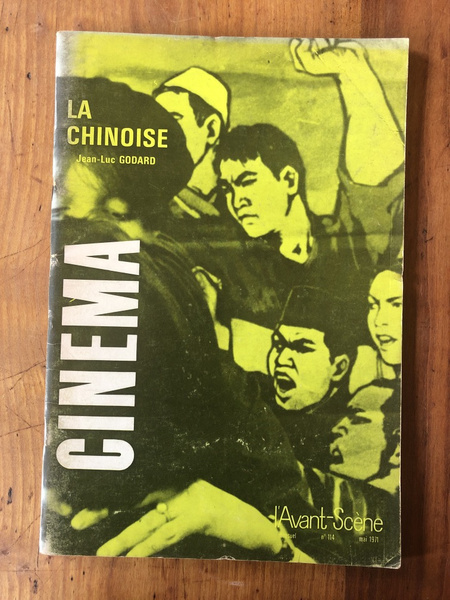 LA
CHINOISE
Jean-Luc GODARD
CINEMA
l'Avant-Scène
n° 114 mai 1971